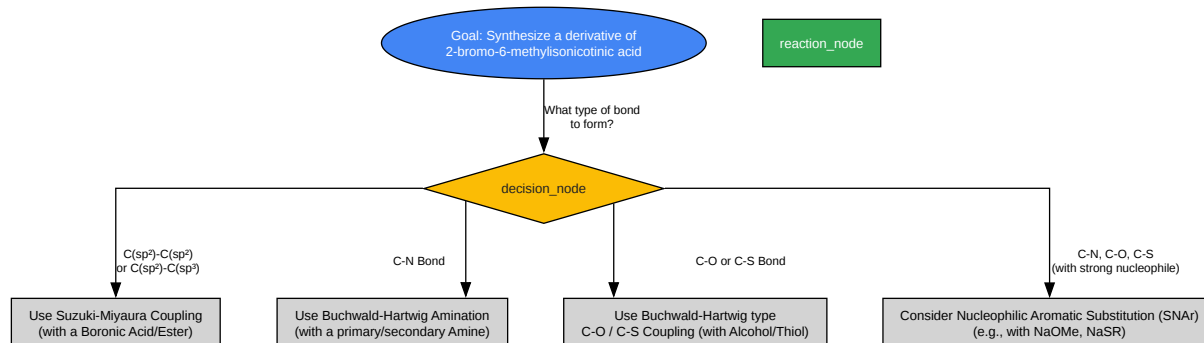 Goal: Synthesize a derivative of
2-bromo-6-methylisonicotinic acid
reaction_node
What type of bond
to form?
decision_node
C(sp²)-C(sp²)
or C(sp²)-C(sp³)
C-N Bond
C-O or C-S Bond
C-N, C-O, C-S
(with strong nucleophile)
Use Suzuki-Miyaura Coupling
(with a Boronic Acid/Ester)
Use Buchwald-Hartwig Amination
(with a primary/secondary Amine)
Use Buchwald-Hartwig type
C-O / C-S Coupling (with Alcohol/Thiol)
Consider Nucleophilic Aromatic Substitution (SNAr)
(e.g., with NaOMe, NaSR)